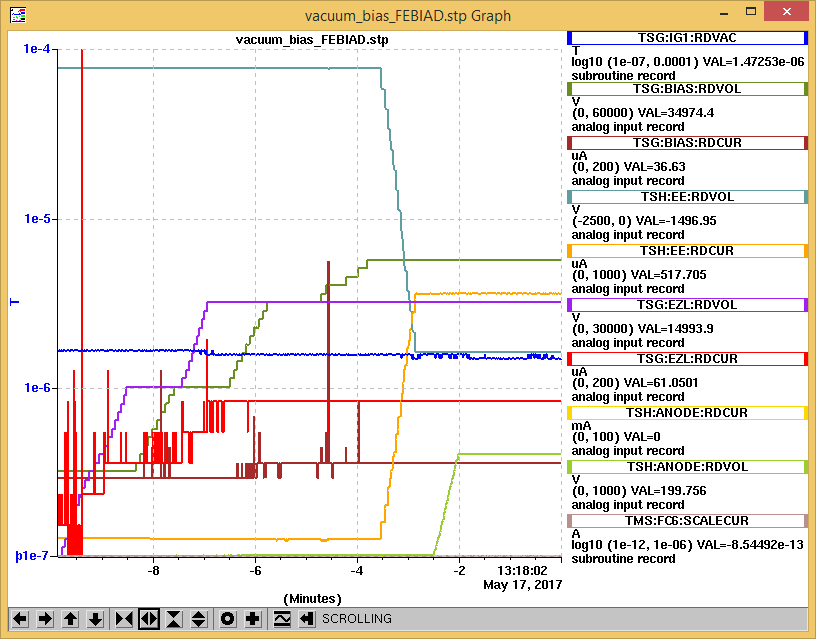 vacuum_bias_FEBIAD.stp Graph
vacuum_bias_FEBIAD.stp
1e-4
1e-5
T
1e-6
1e-7
-8
-6
-4
-2
13:18:02
May 17, 2017
(Minutes)
TSG:IG1:RDVAC
T
log10 (1e-07, 0.0001) VAL=1.47253e-06
subroutine record
TSG:BIAS:RDVOL
V
(0, 60000) VAL=34974.4
analog input record
TSG:BIAS:RDCUR
uA
(0, 200) VAL=36.63
analog input record
TSH:EE:RDVOL
V
(-2500, 0) VAL=-1496.95
analog input record
TSH:EE:RDCUR
uA
(0, 1000) VAL=517.705
analog input record
TSG:EZL:RDVOL
V
(0, 30000) VAL=14993.9
analog input record
TSG:EZL:RDCUR
uA
(0, 200) VAL=61.0501
analog input record
TSH:ANODE:RDCUR
mA
(0, 100) VAL=0
analog input record
TSH:ANODE:RDVOL
V
(0, 1000) VAL=199.756
analog input record
TMS:FC6:SCALECUR
A
log10 (1e-12, 1e-06) VAL=-8.54492e-13
subroutine record
SCROLLING